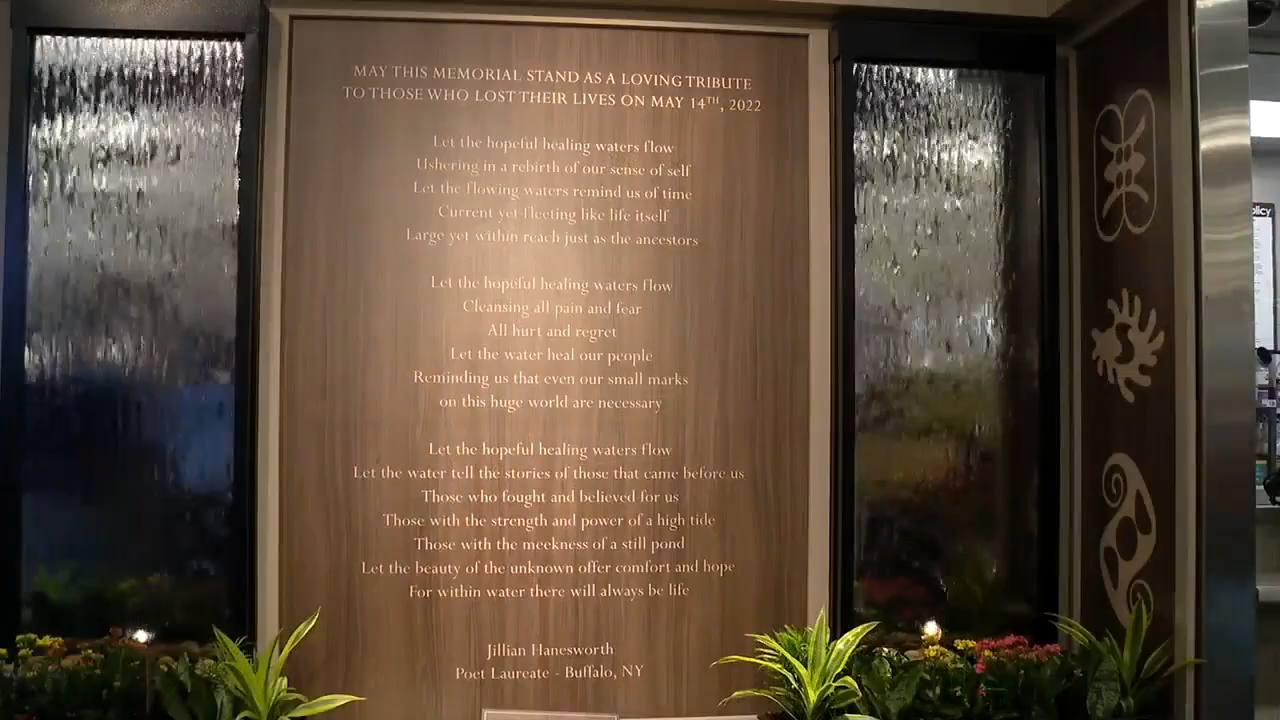 MAY THIS MEMORIAL STAND AS A LOVING TRIBUTE
TO THOSE WHO LOST THEIR LIVES ON MAY 14TH, 2022
Let the hopeful healing waters flow
Ushering in a rebirth of our sense of self
Let the flowing waters remind us of time
Current yet fleeting like life itself
Large yet within reach just as the ancestors
Let the hopeful healing waters flow
Cleansing all pain and fear
All hurt and regret
Let the water heal our people
Reminding us that even our small marks
on this huge world are necessary
Let the hopeful healing waters flow
Let the water tell the stories of those that came before us
Those who fought and believed for us
Those with the strength and power of a high tide
Those with the meekness of a still pond
Let the beauty of the unknown offer comfort and hope
For within water there will always be life
Jillian Hanesworth
Poet Laureate - Buffalo, NY